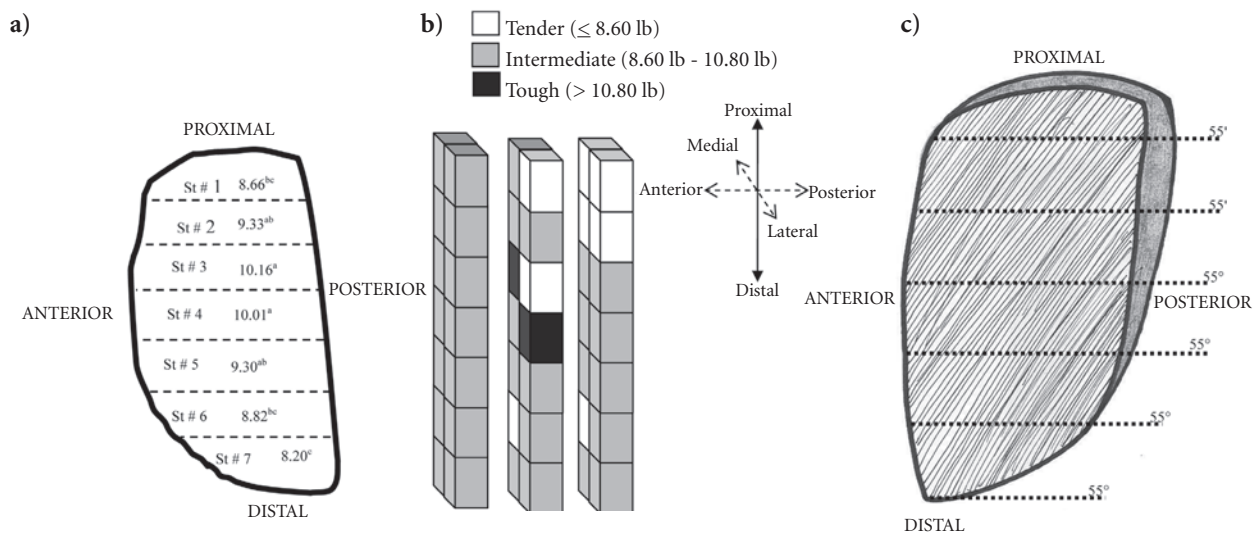 a)
PROXIMAL
St # 1 8.66bc
St # 2 9.33ab
St # 3 10.16a
St # 4 10.01a
St # 5 9.30ab
St # 6 8.82bc
St # 7 8.20c
ANTERIOR
POSTERIOR
DISTAL
b)
Tender (≤ 8.60 lb)
Intermediate (8.60 lb - 10.80 lb)
Tough (> 10.80 lb)
Proximal
Medial
Anterior
Posterior
Lateral
Distal
c)
PROXIMAL
55'
55'
55°
ANTERIOR
POSTERIOR
55°
55°
55°
DISTAL